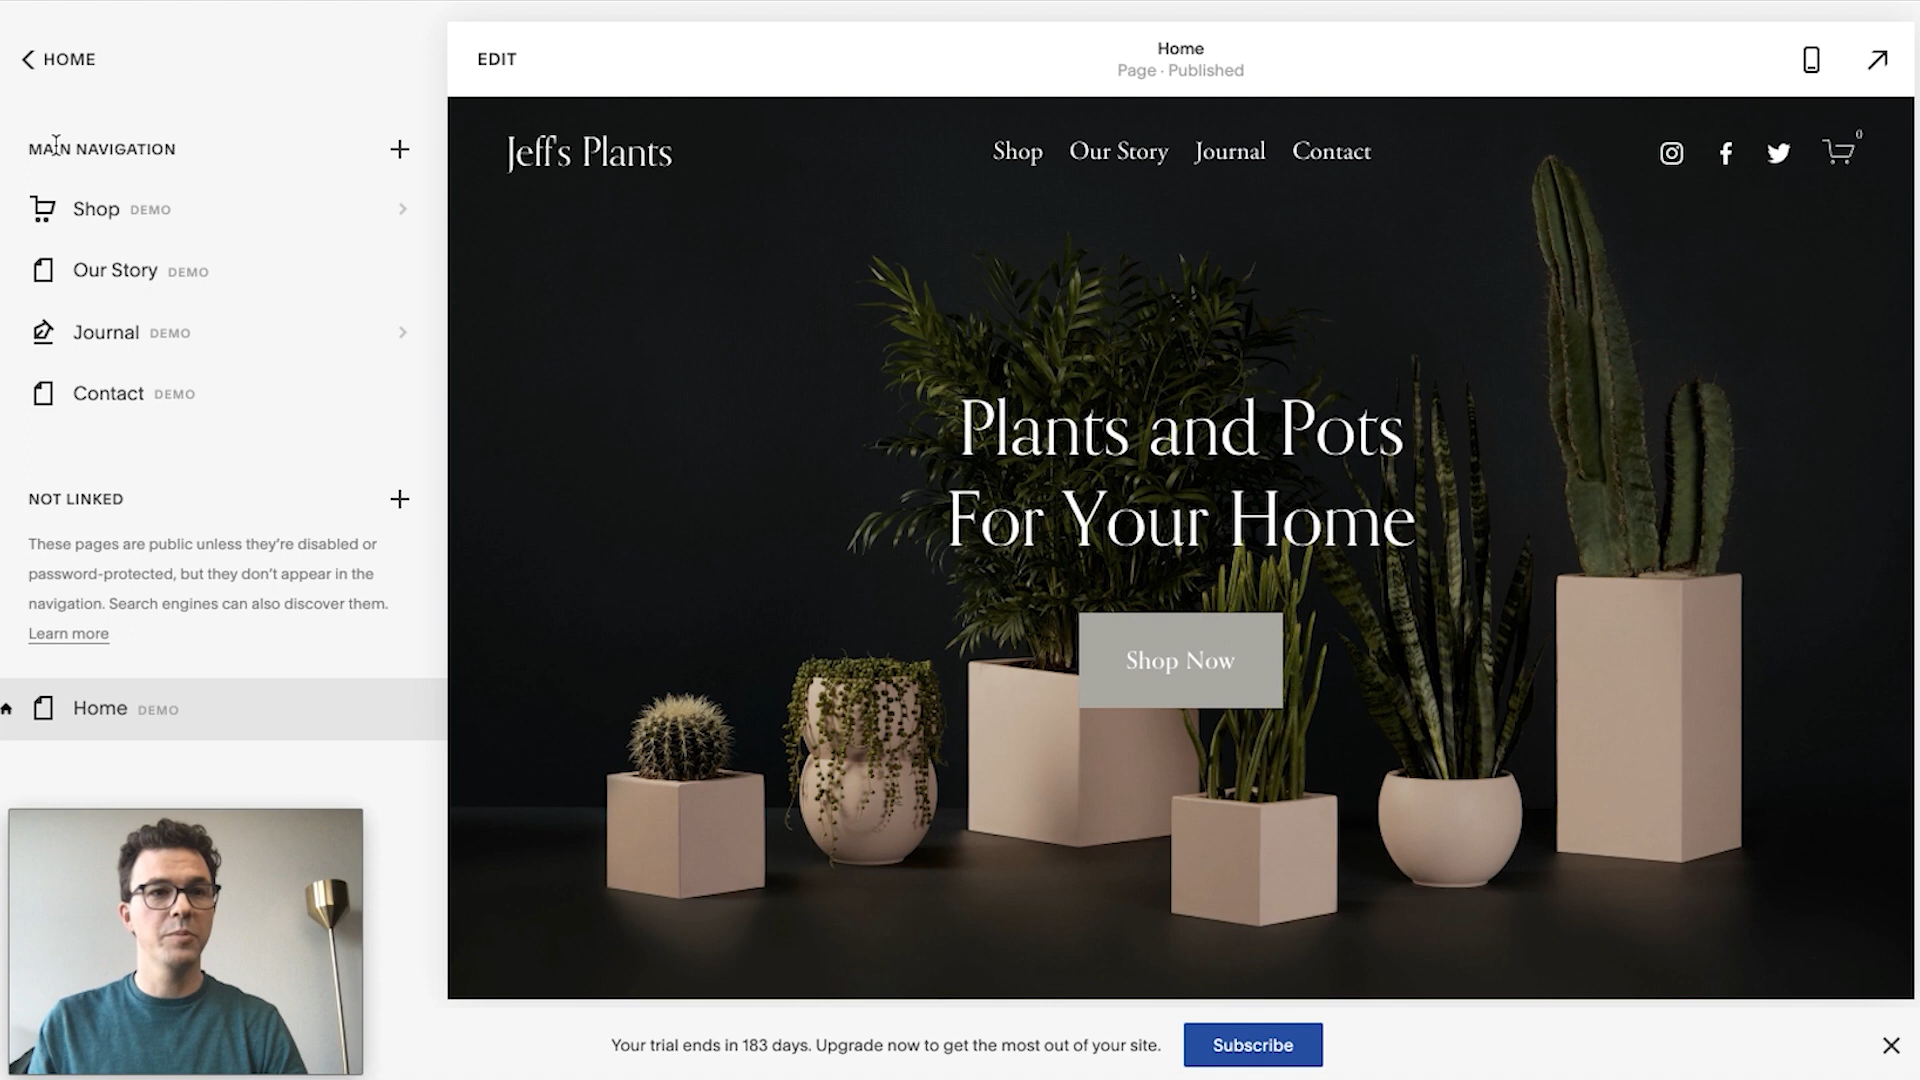 HOME
MAIN NAVIGATION
Shop DEMO
Our Story DEMO
Journal DEMO
Contact DEMO
NOT LINKED
These pages are public unless they’re disabled or
password-protected, but they don’t appear in the
navigation. Search engines can also discover them.
Learn more
Home DEMO
EDIT
Home
Page · Published
Jeff's Plants
Shop Our Story Journal Contact
0
Plants and Pots
For Your Home
Shop Now
Your trial ends in 183 days. Upgrade now to get the most out of your site.
Subscribe